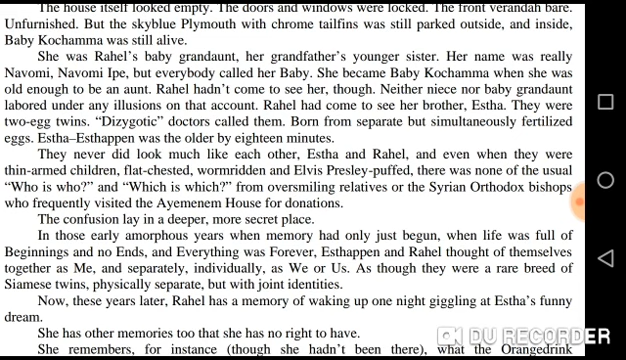 The house itself looked empty. The doors and windows were locked. The front verandah bare.
Unfurnished. But the skyblue Plymouth with chrome tailfins was still parked outside, and inside,
Baby Kochamma was still alive.
She was Rahel's baby grandaunt, her grandfather's younger sister. Her name was really
Navomi, Navomi Ipe, but everybody called her Baby. She became Baby Kochamma when she was
old enough to be an aunt. Rahel hadn't come to see her, though. Neither niece nor baby grandaunt
labored under any illusions on that account. Rahel had come to see her brother, Estha. They were
two-egg twins. “Dizygotic” doctors called them. Born from separate but simultaneously fertilized
eggs. Estha–Esthappen was the older by eighteen minutes.
They never did look much like each other, Estha and Rahel, and even when they were
thin-armed children, flat-chested, wormridden and Elvis Presley-puffed, there was none of the usual
“Who is who?” and “Which is which?” from oversmiling relatives or the Syrian Orthodox bishops
who frequently visited the Ayemenem House for donations.
The confusion lay in a deeper, more secret place.
In those early amorphous years when memory had only just begun, when life was full of
Beginnings and no Ends, and Everything was Forever, Esthappen and Rahel thought of themselves
together as Me, and separately, individually, as We or Us. As though they were a rare breed of
Siamese twins, physically separate, but with joint identities.
Now, these years later, Rahel has a memory of waking up one night giggling at Estha's funny
dream.
She has other memories too that she has no right to have.
She remembers, for instance (though she hadn't been there), what the Orangedrink
DU RECORDER